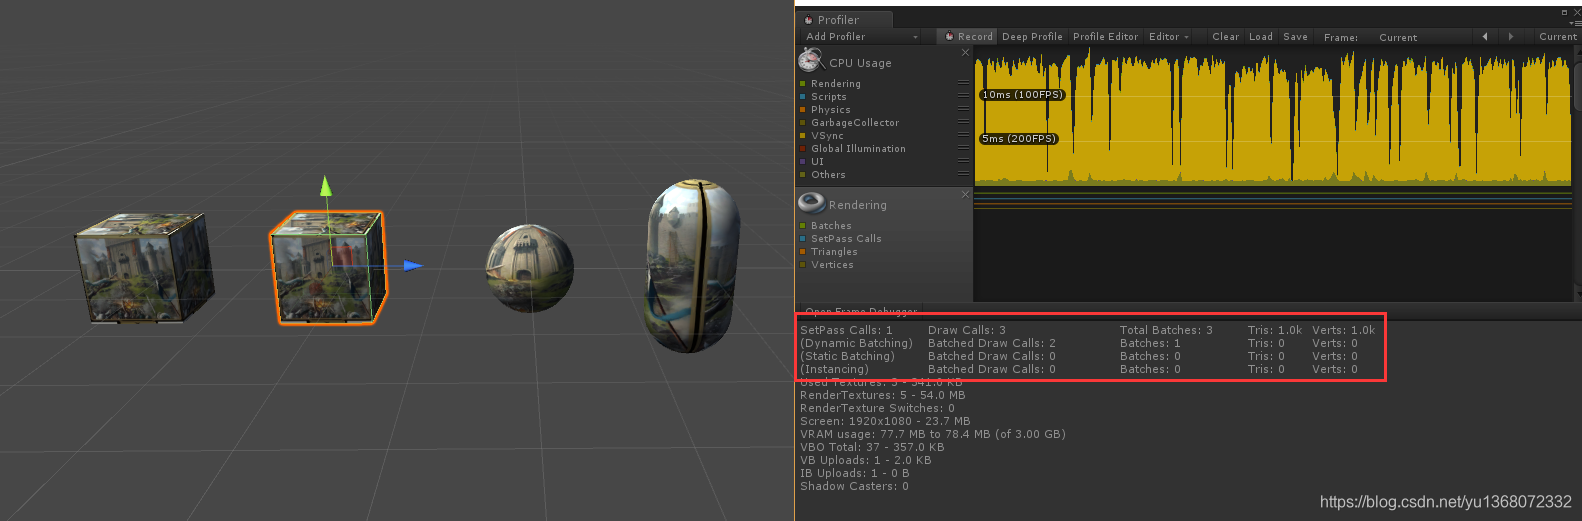 Profiler
Add Profiler Record Deep Profile Profile Editor Editor Clear Load Save Frame: Current Current
CPU Usage
Rendering
Scripts
Physics
GarbageCollector
VSync
Global Illumination
UI
Others
10ms (100FPS)
5ms (200FPS)
Rendering
Batches
SetPass Calls
Triangles
Vertices
Open Frame Debugger
SetPass Calls: 1 Draw Calls: 3 Total Batches: 3 Tris: 1.0k Verts: 1.0k
(Dynamic Batching) Batched Draw Calls: 2 Batches: 1 Tris: 0 Verts: 0
(Static Batching) Batched Draw Calls: 0 Batches: 0 Tris: 0 Verts: 0
(Instancing) Batched Draw Calls: 0 Batches: 0 Tris: 0 Verts: 0
Used Textures: 5 - 341.0 KB
RenderTextures: 5 - 54.0 MB
RenderTexture Switches: 0
Screen: 1920x1080 - 23.7 MB
VRAM usage: 77.7 MB to 78.4 MB (of 3.00 GB)
VBO Total: 37 - 357.0 KB
VB Uploads: 1 - 2.0 KB
IB Uploads: 1 - 0 B
Shadow Casters: 0
https://blog.csdn.net/yu1368072332